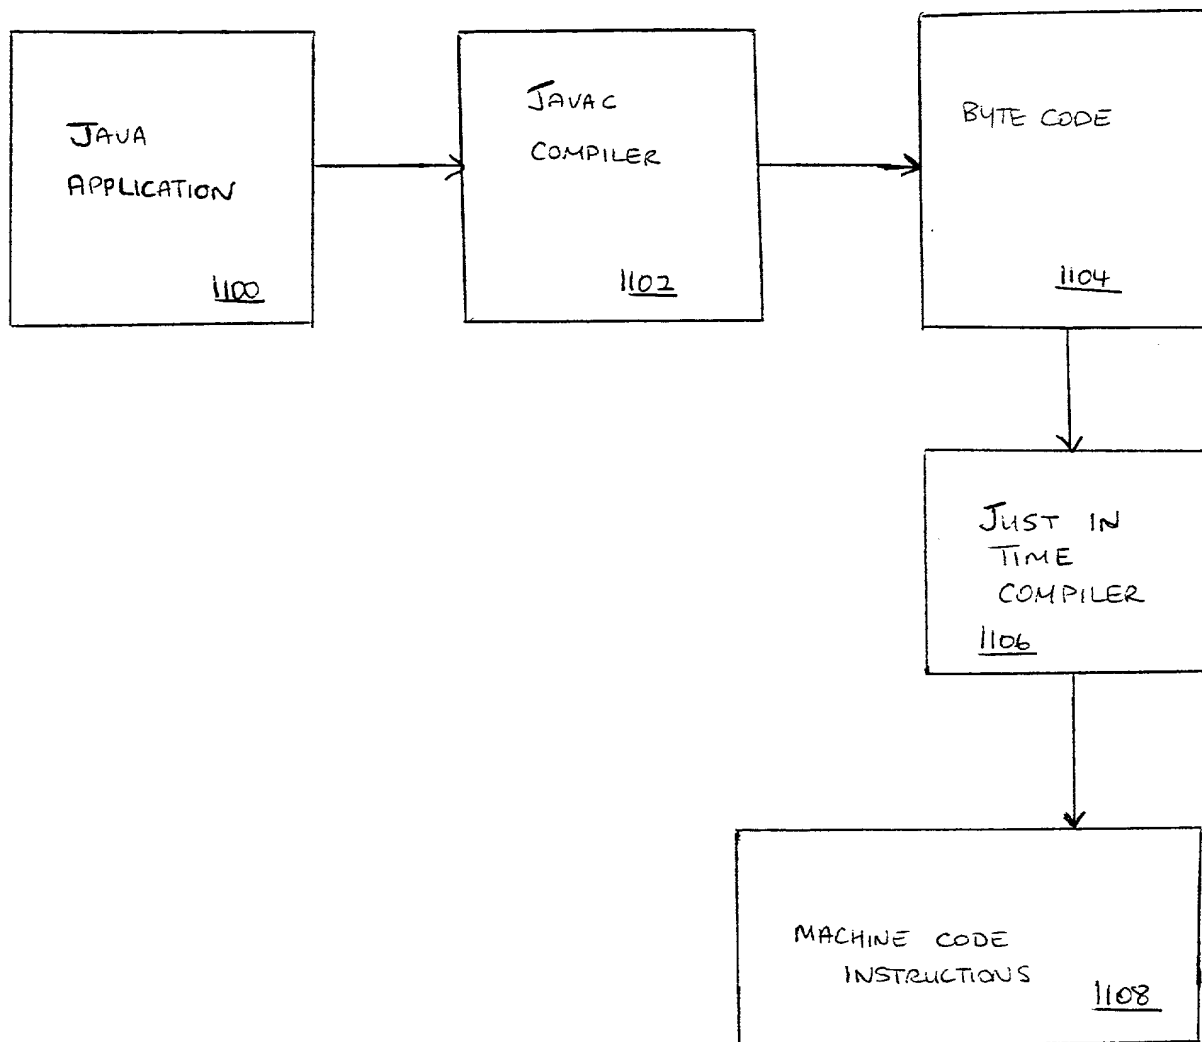 JAVA
APPLICATION
1100
JAVAC
COMPILER
1102
BYTE CODE
1104
JUST IN
TIME
COMPILER
1106
MACHINE CODE
INSTRUCTIONS
1108